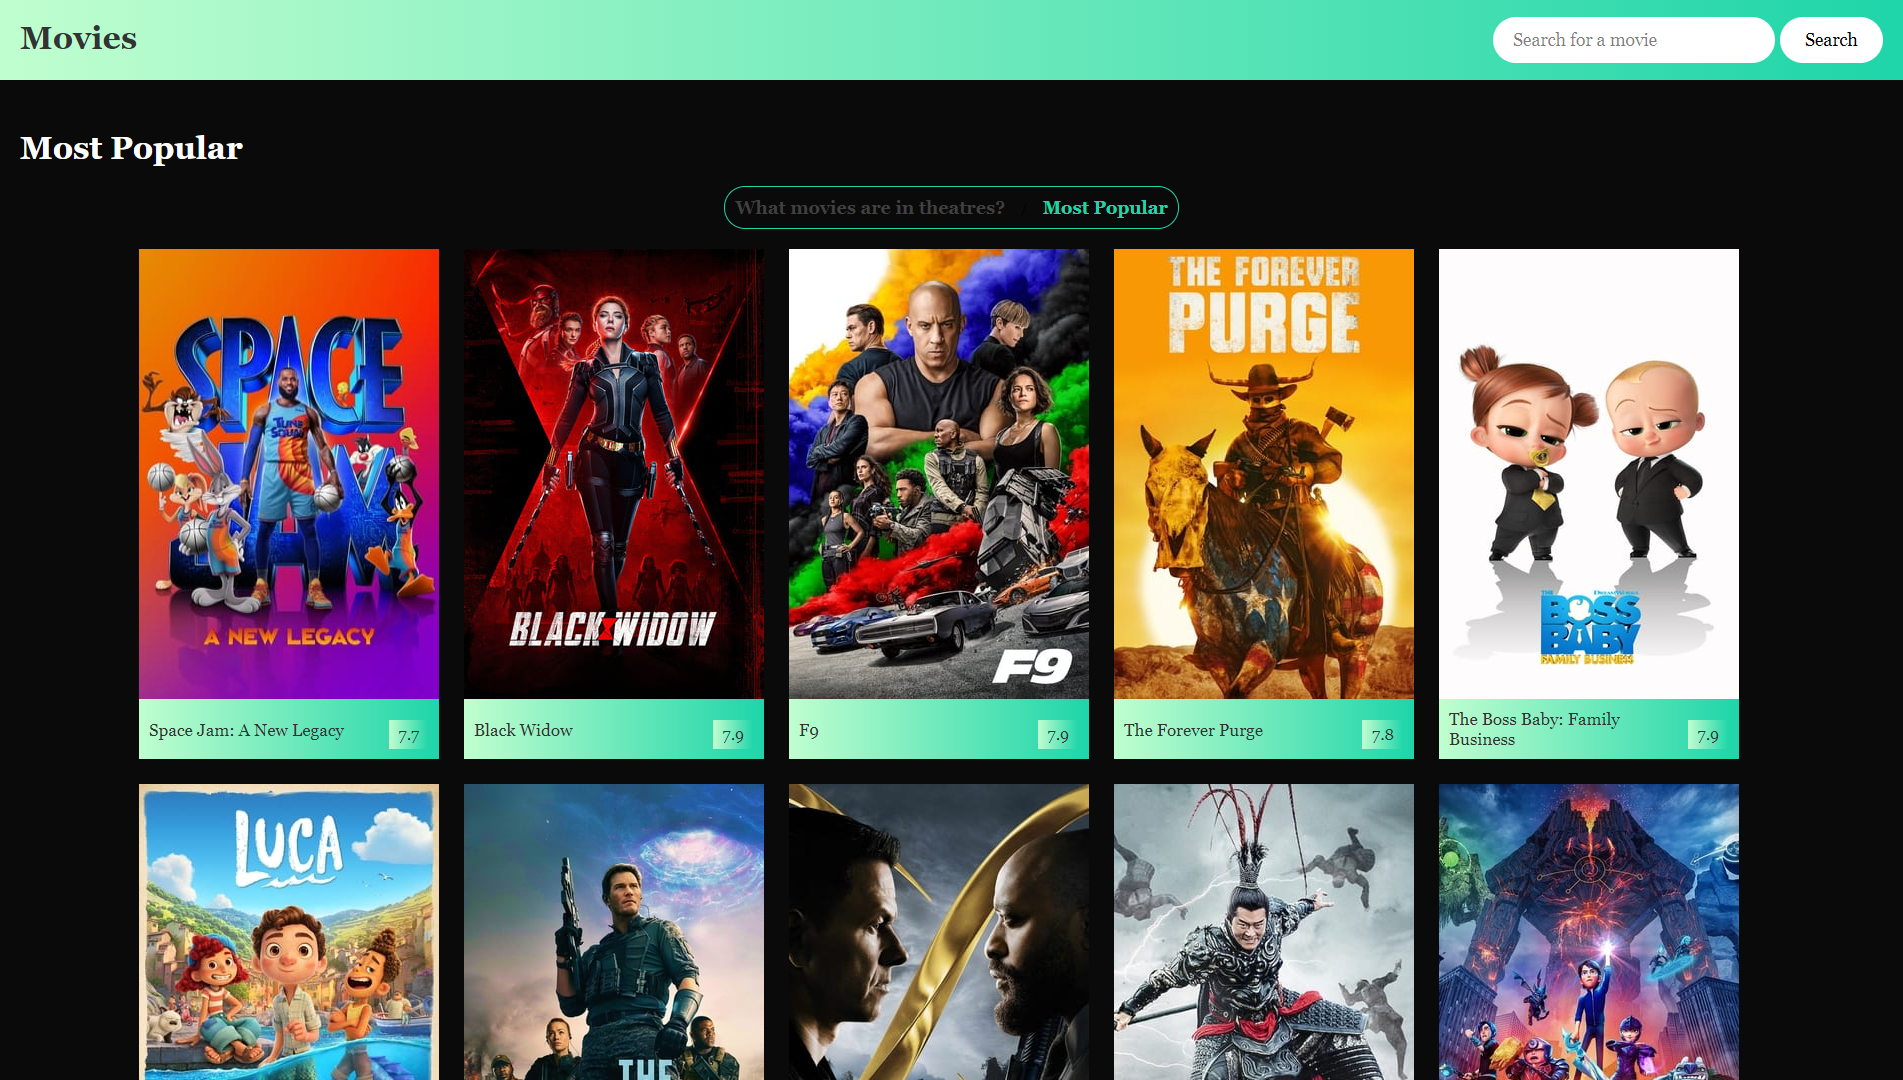 Movies
Search for a movie
Search
Most Popular
What movies are in theatres?
/
Most Popular
SPACE
JAM
TUNE
SQUAD
A NEW LEGACY
Space Jam: A New Legacy
7.7
BLACK WIDOW
Black Widow
7.9
F9
F9
7.9
THE FOREVER
PURGE
The Forever Purge
7.8
THE
DREAMWORKS
BOSS
BABY
FAMILY BUSINESS
The Boss Baby: Family
Business
7.9
LUCA
THE